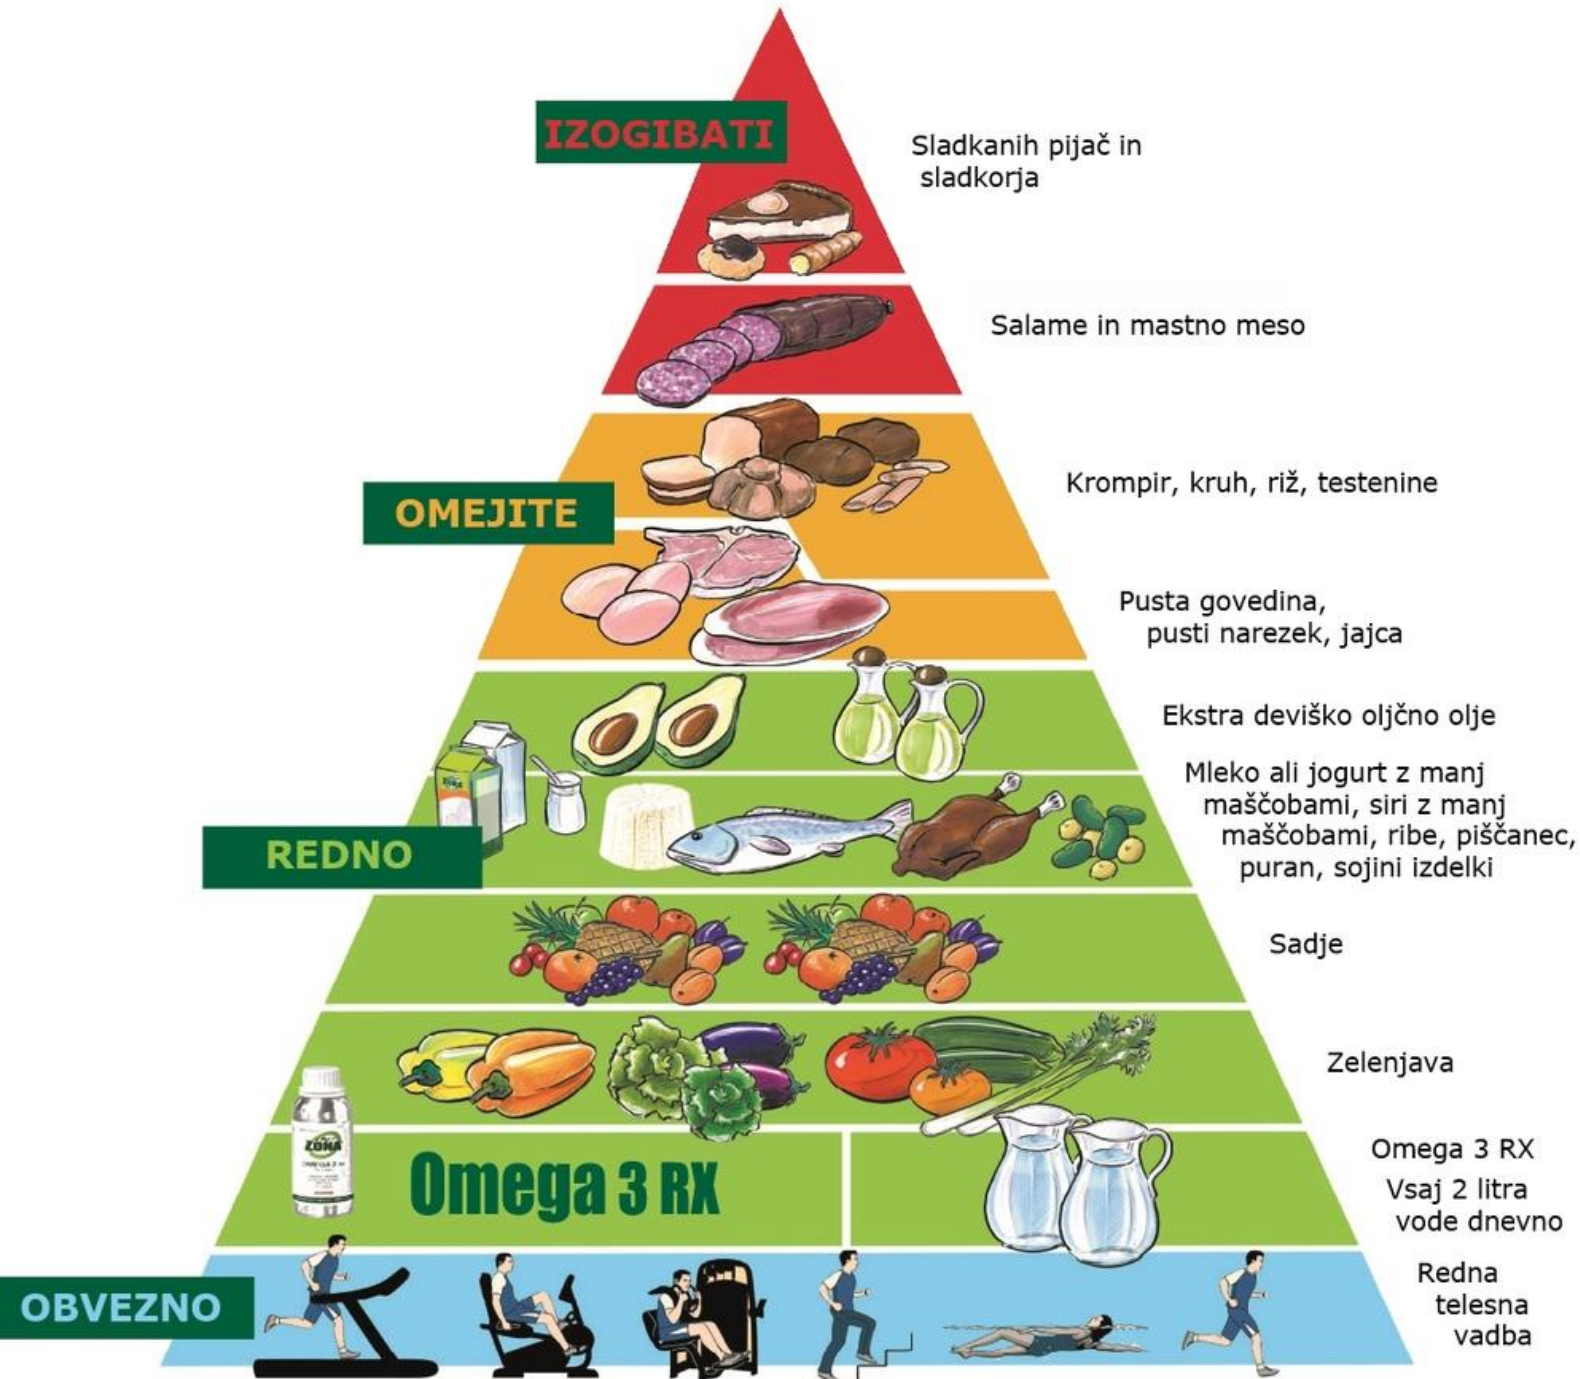 IZOGIBATI
Sladkanih pijač in
sladkorja
Salame in mastno meso
Krompir, kruh, riž, testenine
OMEJITE
Pusta govedina,
pusti narezek, jajca
Ekstra deviško oljčno olje
Mleko ali jogurt z manj
maščobami, siri z manj
maščobami, ribe, piščanec,
puran, sojini izdelki
REDNO
Sadje
Zelenjava
ZONA
Omega 3 RX
Omega 3 RX
Vsaj 2 litra
vode dnevno
OBVEZNO
Redna
telesna
vadba